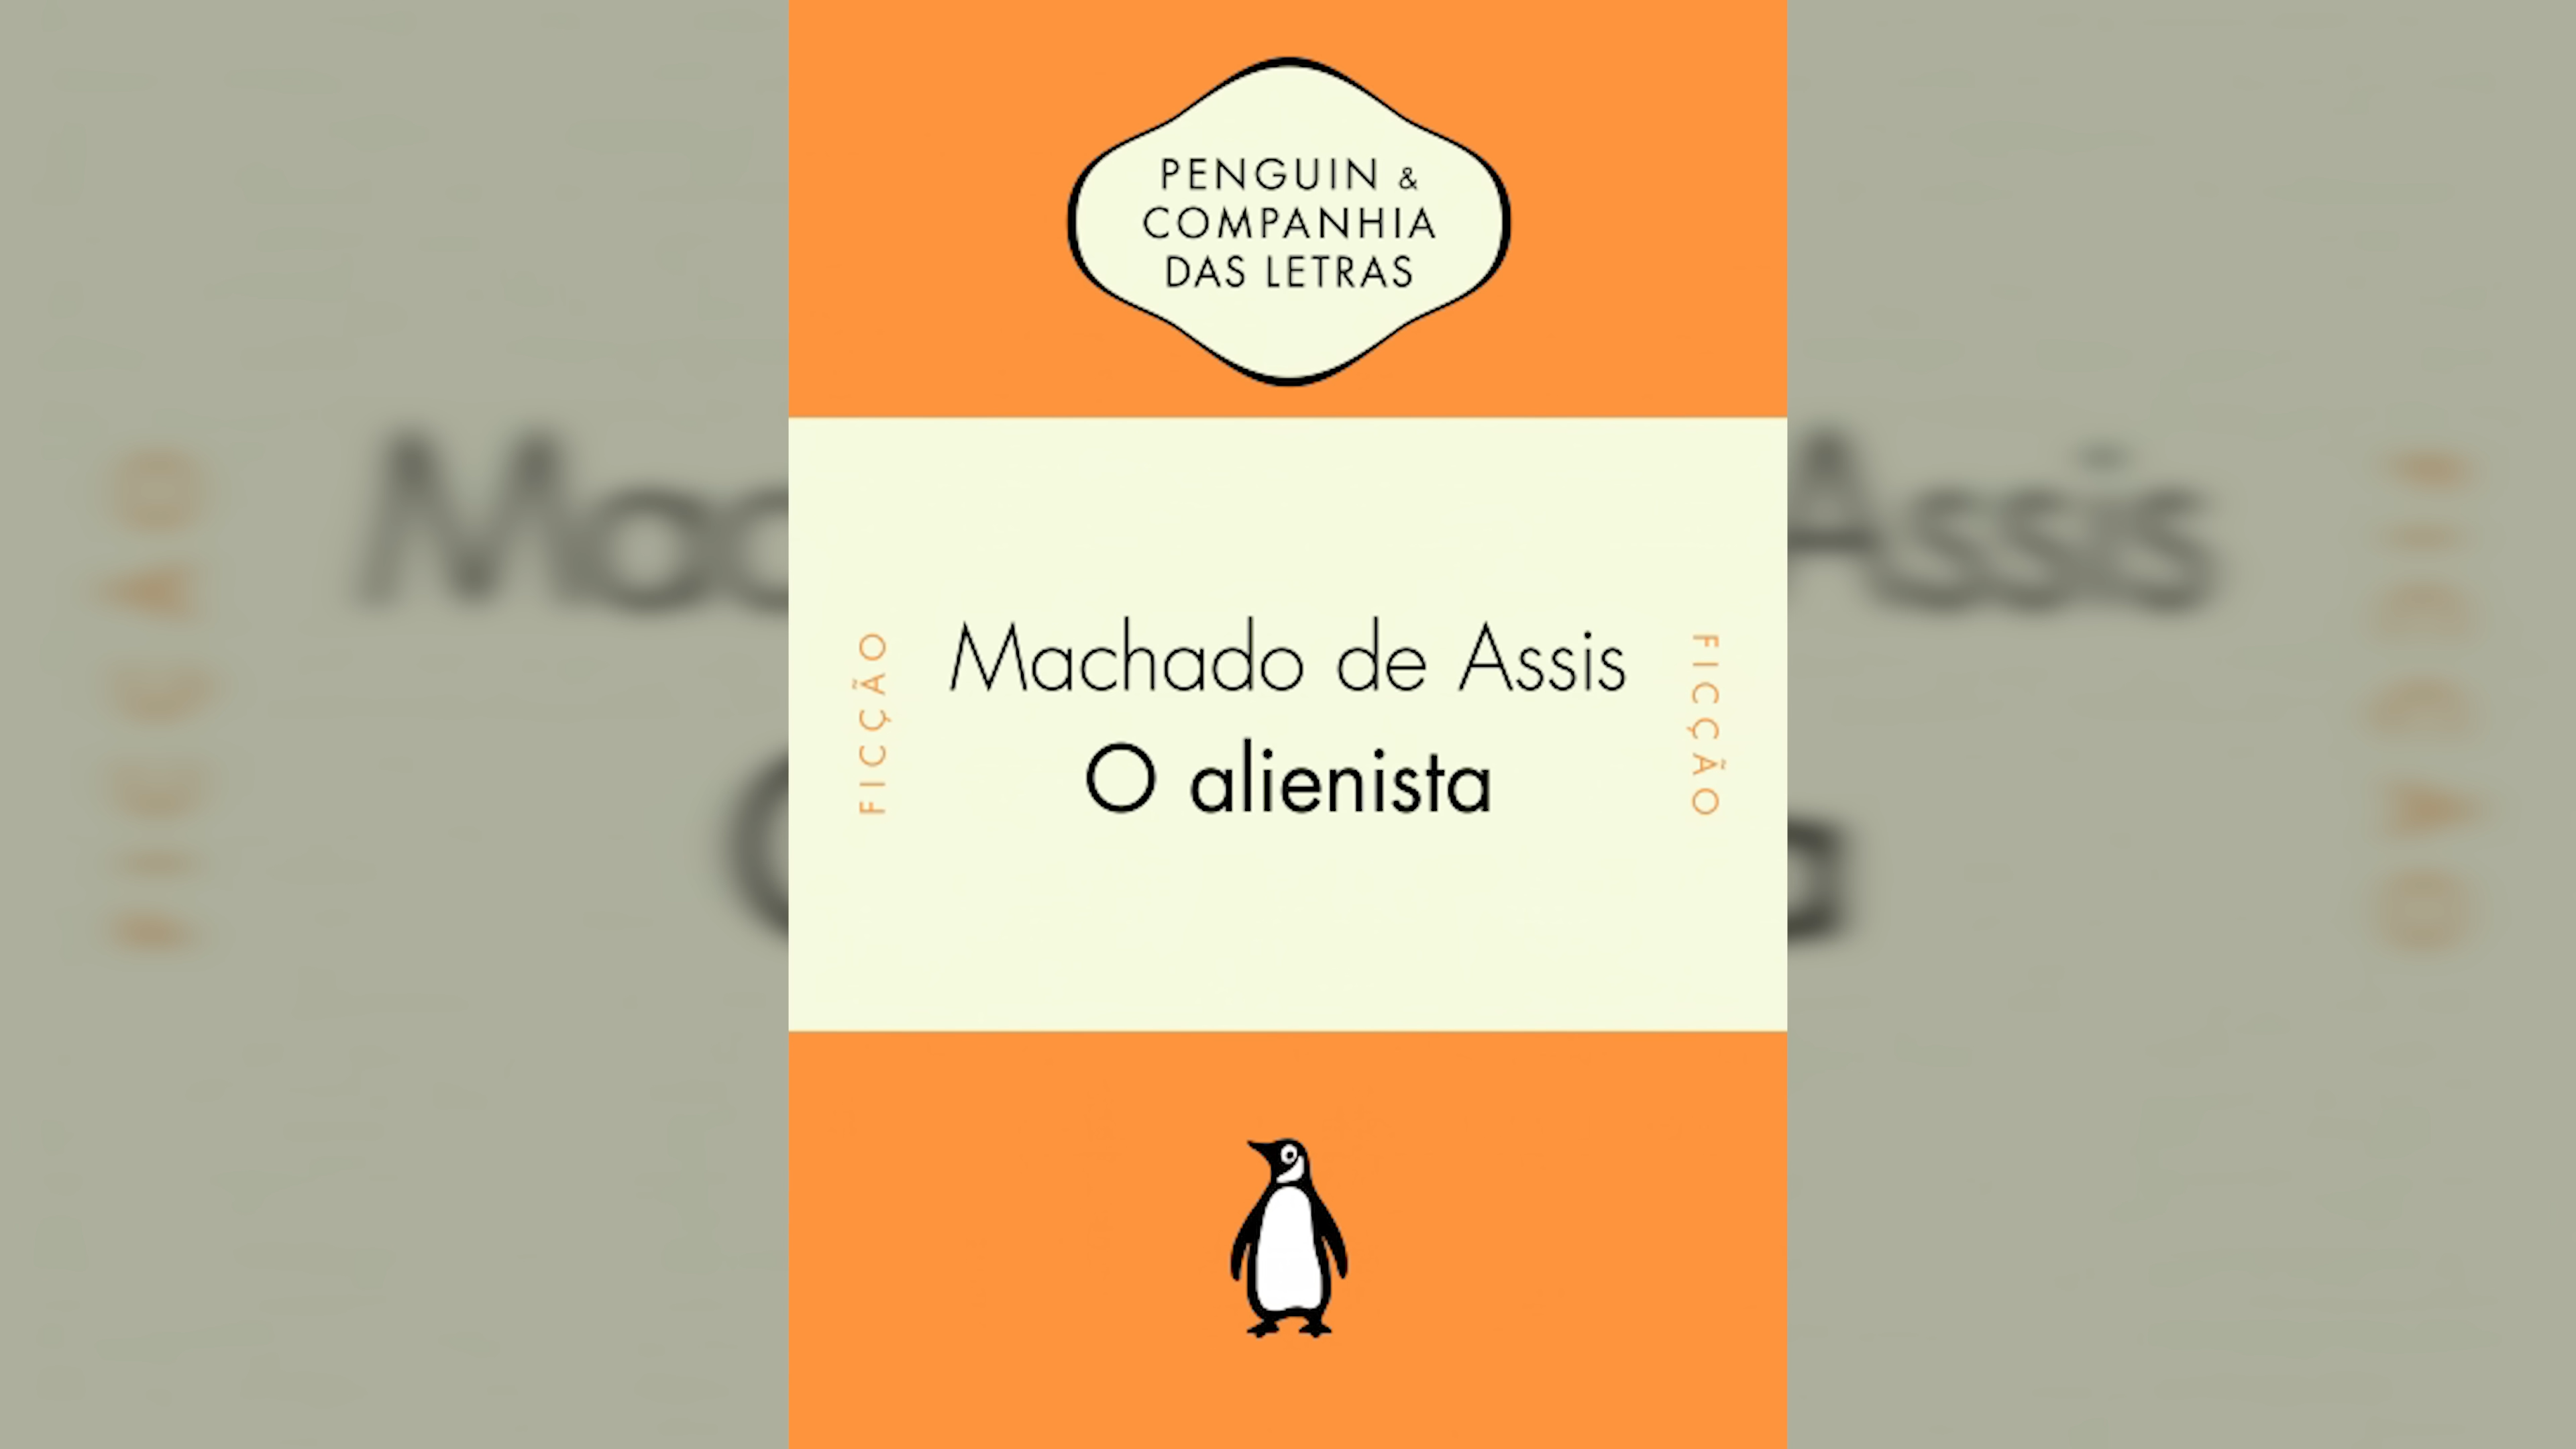 PENGUIN &
COMPANHIA
DAS LETRAS
FICÇÃO
Machado de Assis
O alienista
FICÇÃO